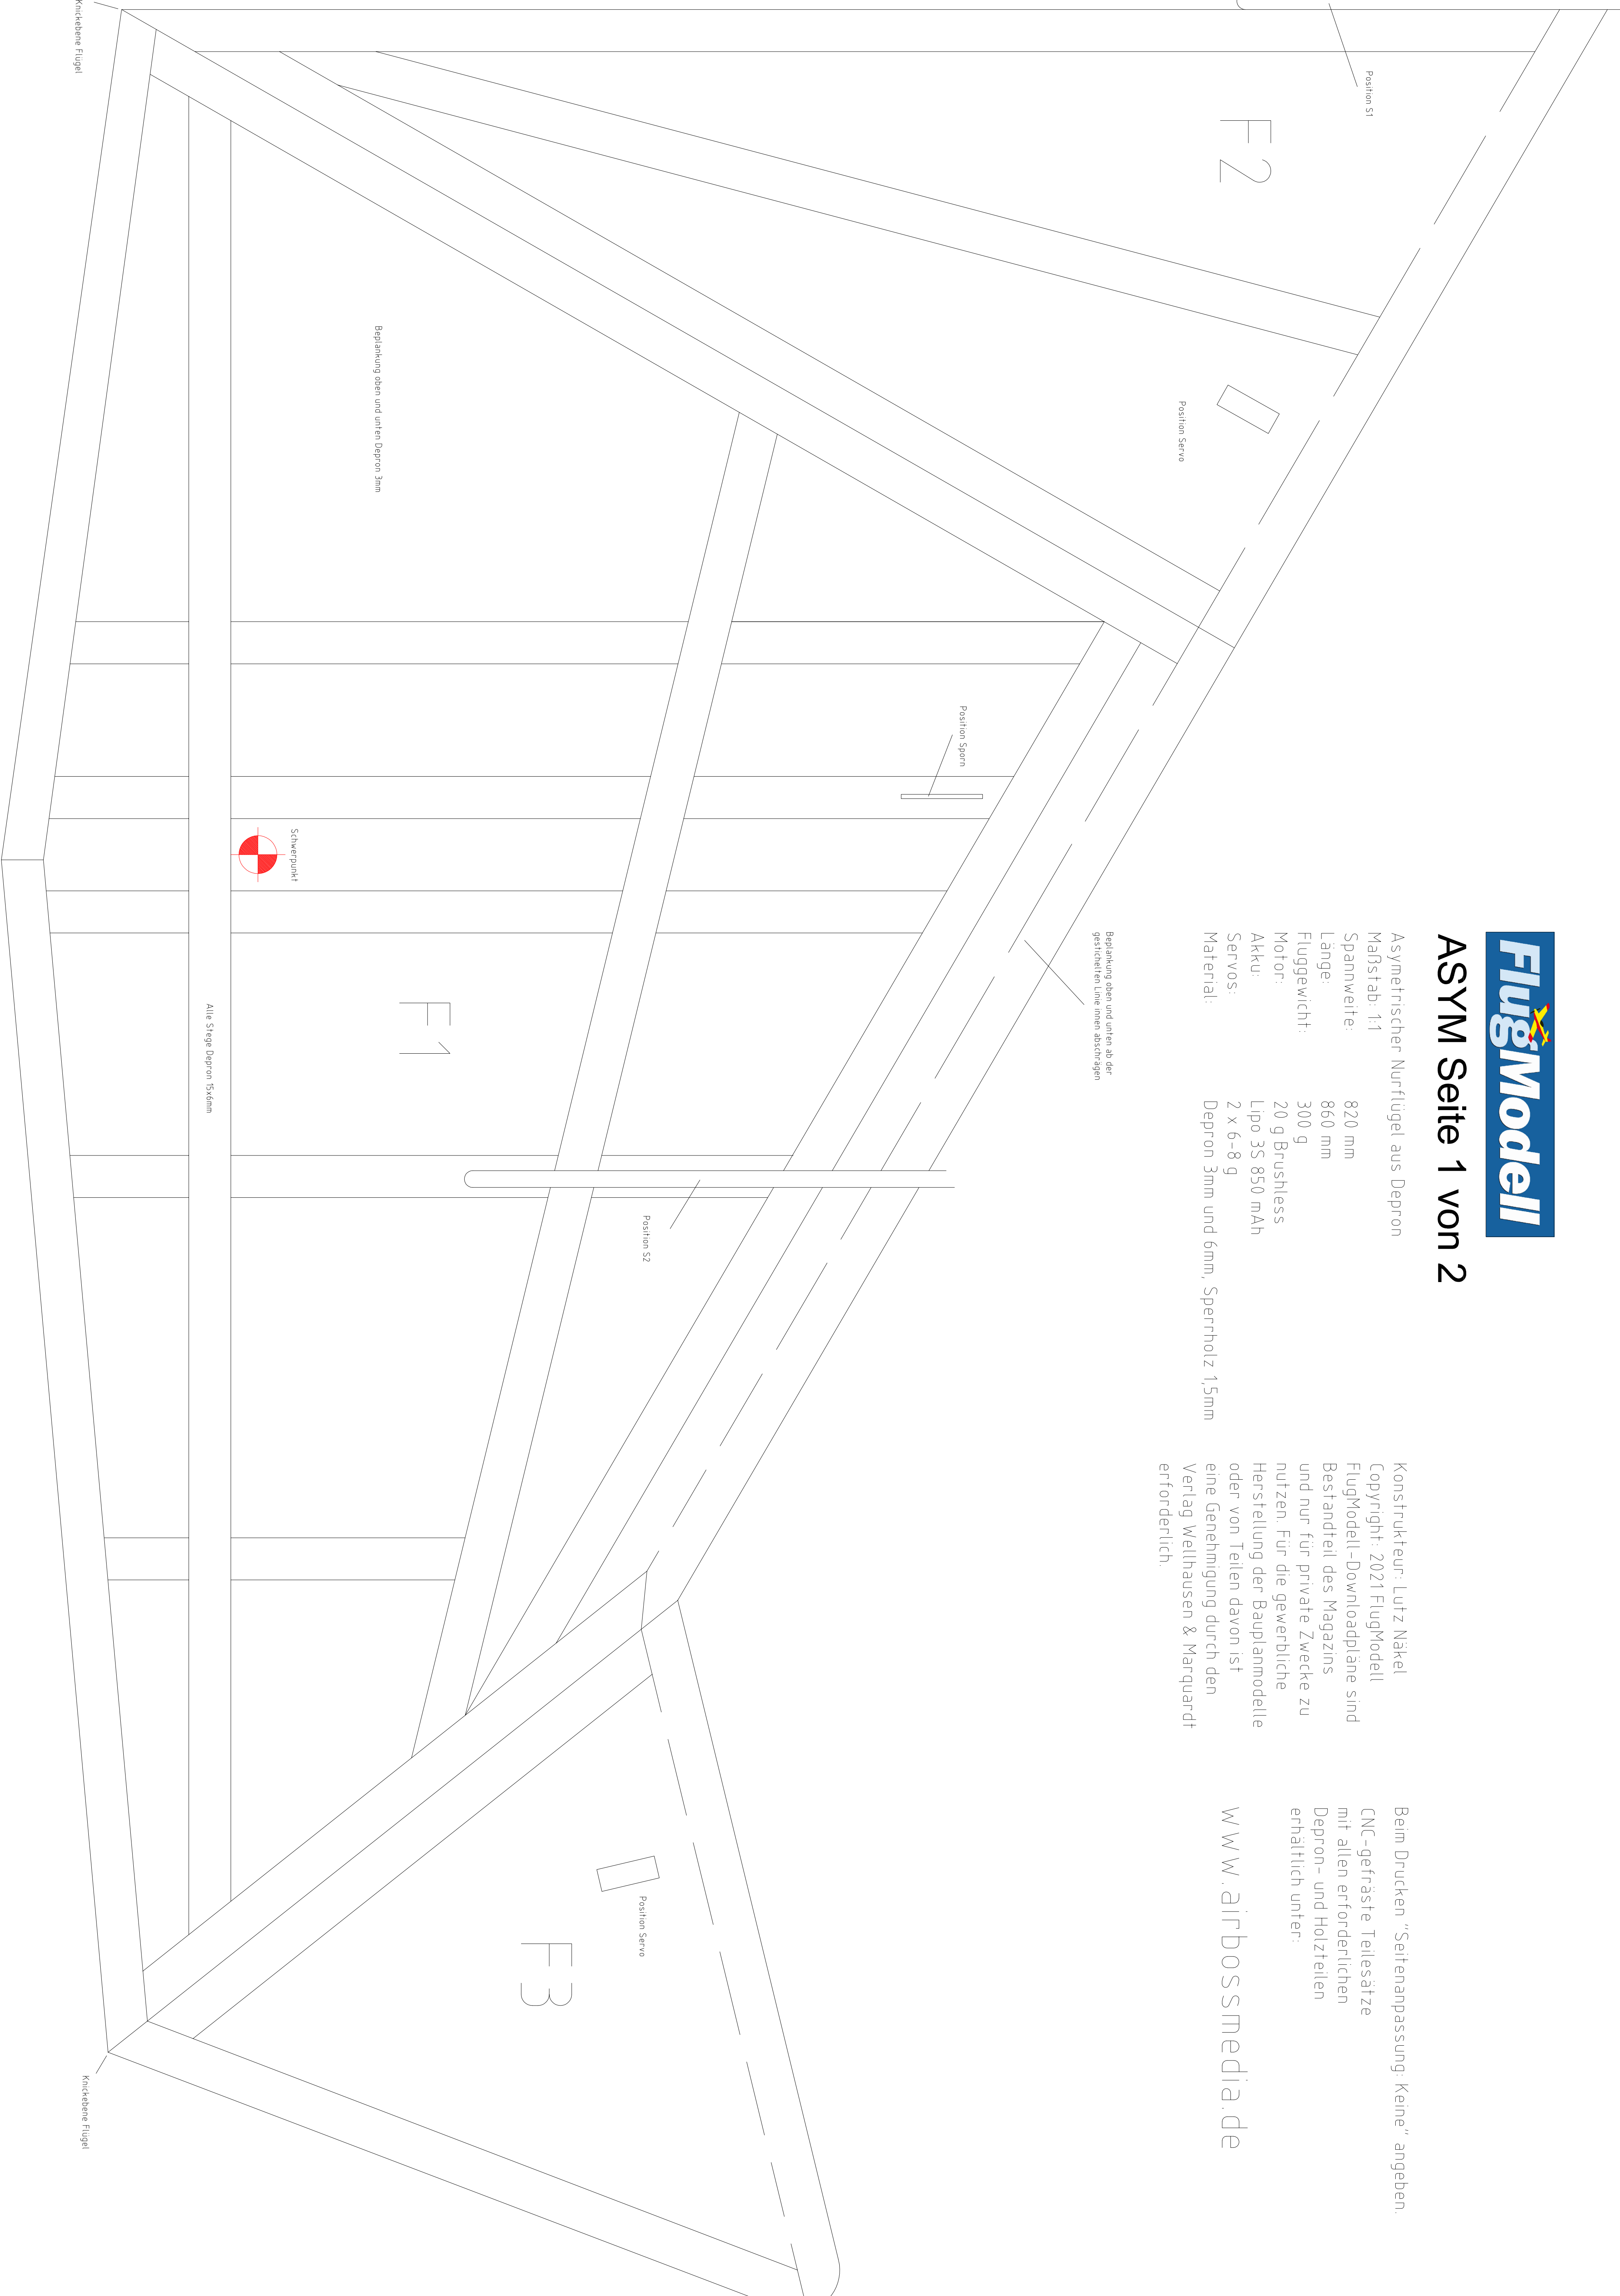 FlugModell
ASYM Seite 1 von 2
Asymetrischer Nurflügel aus Depron
Maßstab: 1:1
Spannweite: 820 mm
Länge: 860 mm
Fluggewicht: 300 g
Motor: 20 g Brushless
Akku: Lipo 3S 850 mAh
Servos: 2 x 6-8 g
Material: Depron 3mm und 6mm, Sperrholz 1,5mm
Konstrukteur: Lutz Näkel
Copyright: 2021 FlugModell
FlugModell-Downloadpläne sind
Bestandteil des Magazins
und nur für private Zwecke zu
nutzen. Für die gewerbliche
Herstellung der Bauplanmodelle
oder von Teilen davon ist
eine Genehmigung durch den
Verlag Wellhausen & Marquardt
erforderlich.
Beim Drucken "Seitenanpassung: Keine" angeben.
CNC-gefräste Teilesätze
mit allen erforderlichen
Depron- und Holzteilen
erhältlich unter:
www.airbossmedia.de
Position S1
F2
Position Servo
Beplankung oben und unten ab der
gestichelten Linie innen abschrägen
Position Sporn
Position S2
Position Servo
F3
F1
Beplankung oben und unten Depron 3mm
Schwerpunkt
Alle Stege Depron 15x6mm
Knickebene Flügel
Knickebene Flügel